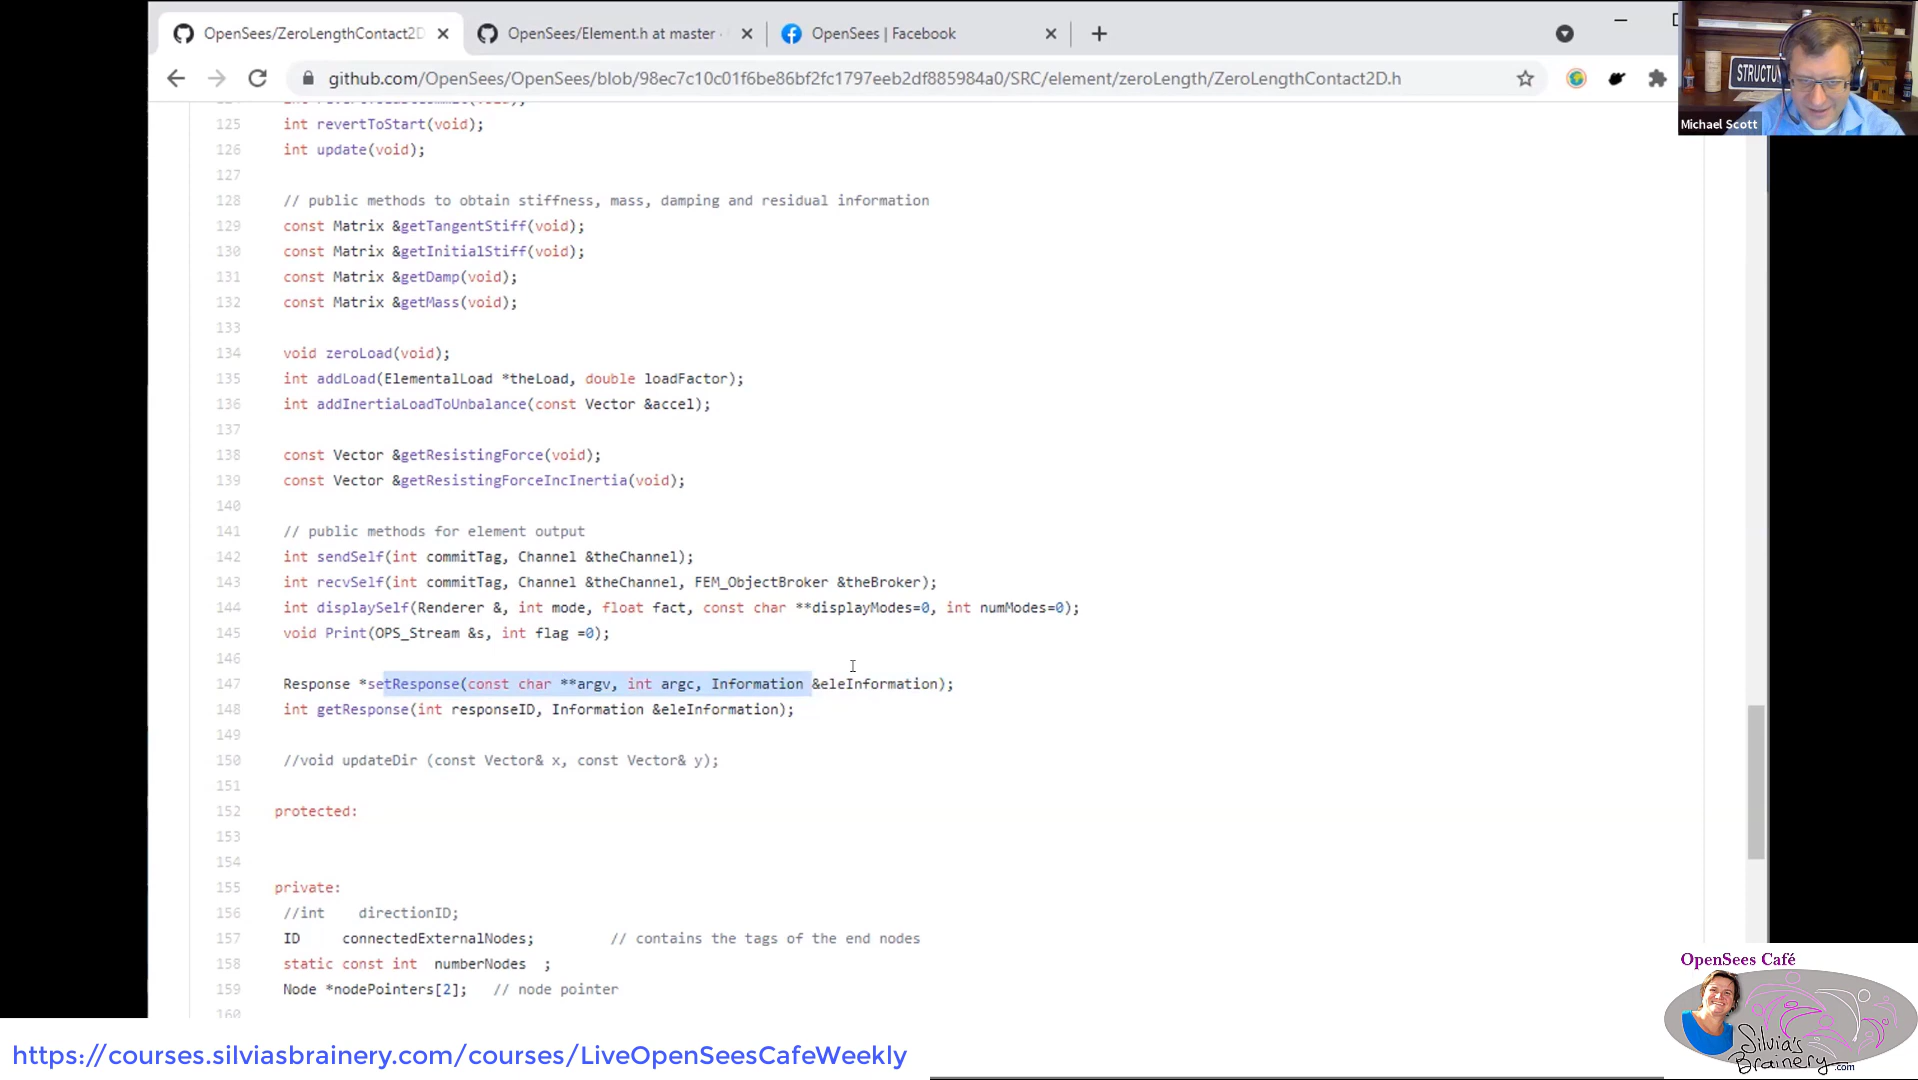 OpenSees/ZeroLengthContact2D
OpenSees/Element.h at master ·
OpenSees | Facebook
github.com/OpenSees/OpenSees/blob/98ec7c10c01f6be86bf2fc1797eeb2df885984a0/SRC/element/zeroLength/ZeroLengthContact2D.h
STRUCTU
Michael Scott
125 int revertToStart(void);
126 int update(void);
127
128 // public methods to obtain stiffness, mass, damping and residual information
129 const Matrix &getTangentStiff(void);
130 const Matrix &getInitialStiff(void);
131 const Matrix &getDamp(void);
132 const Matrix &getMass(void);
133
134 void zeroLoad(void);
135 int addLoad(ElementalLoad *theLoad, double loadFactor);
136 int addInertiaLoadToUnbalance(const Vector &accel);
137
138 const Vector &getResistingForce(void);
139 const Vector &getResistingForceIncInertia(void);
140
141 // public methods for element output
142 int sendSelf(int commitTag, Channel &theChannel);
143 int recvSelf(int commitTag, Channel &theChannel, FEM_ObjectBroker &theBroker);
144 int displaySelf(Renderer &, int mode, float fact, const char **displayModes=0, int numModes=0);
145 void Print(OPS_Stream &s, int flag =0);
146
147 Response *setResponse(const char **argv, int argc, Information &eleInformation);
148 int getResponse(int responseID, Information &eleInformation);
149
150 //void updateDir (const Vector& x, const Vector& y);
151
152 protected:
153
154
155 private:
156 //int directionID;
157 ID connectedExternalNodes; // contains the tags of the end nodes
158 static const int numberNodes ;
159 Node *nodePointers[2]; // node pointer
160
OpenSees Café
Silvia's
Brainery.com
https://courses.silviasbrainery.com/courses/LiveOpenSeesCafeWeekly